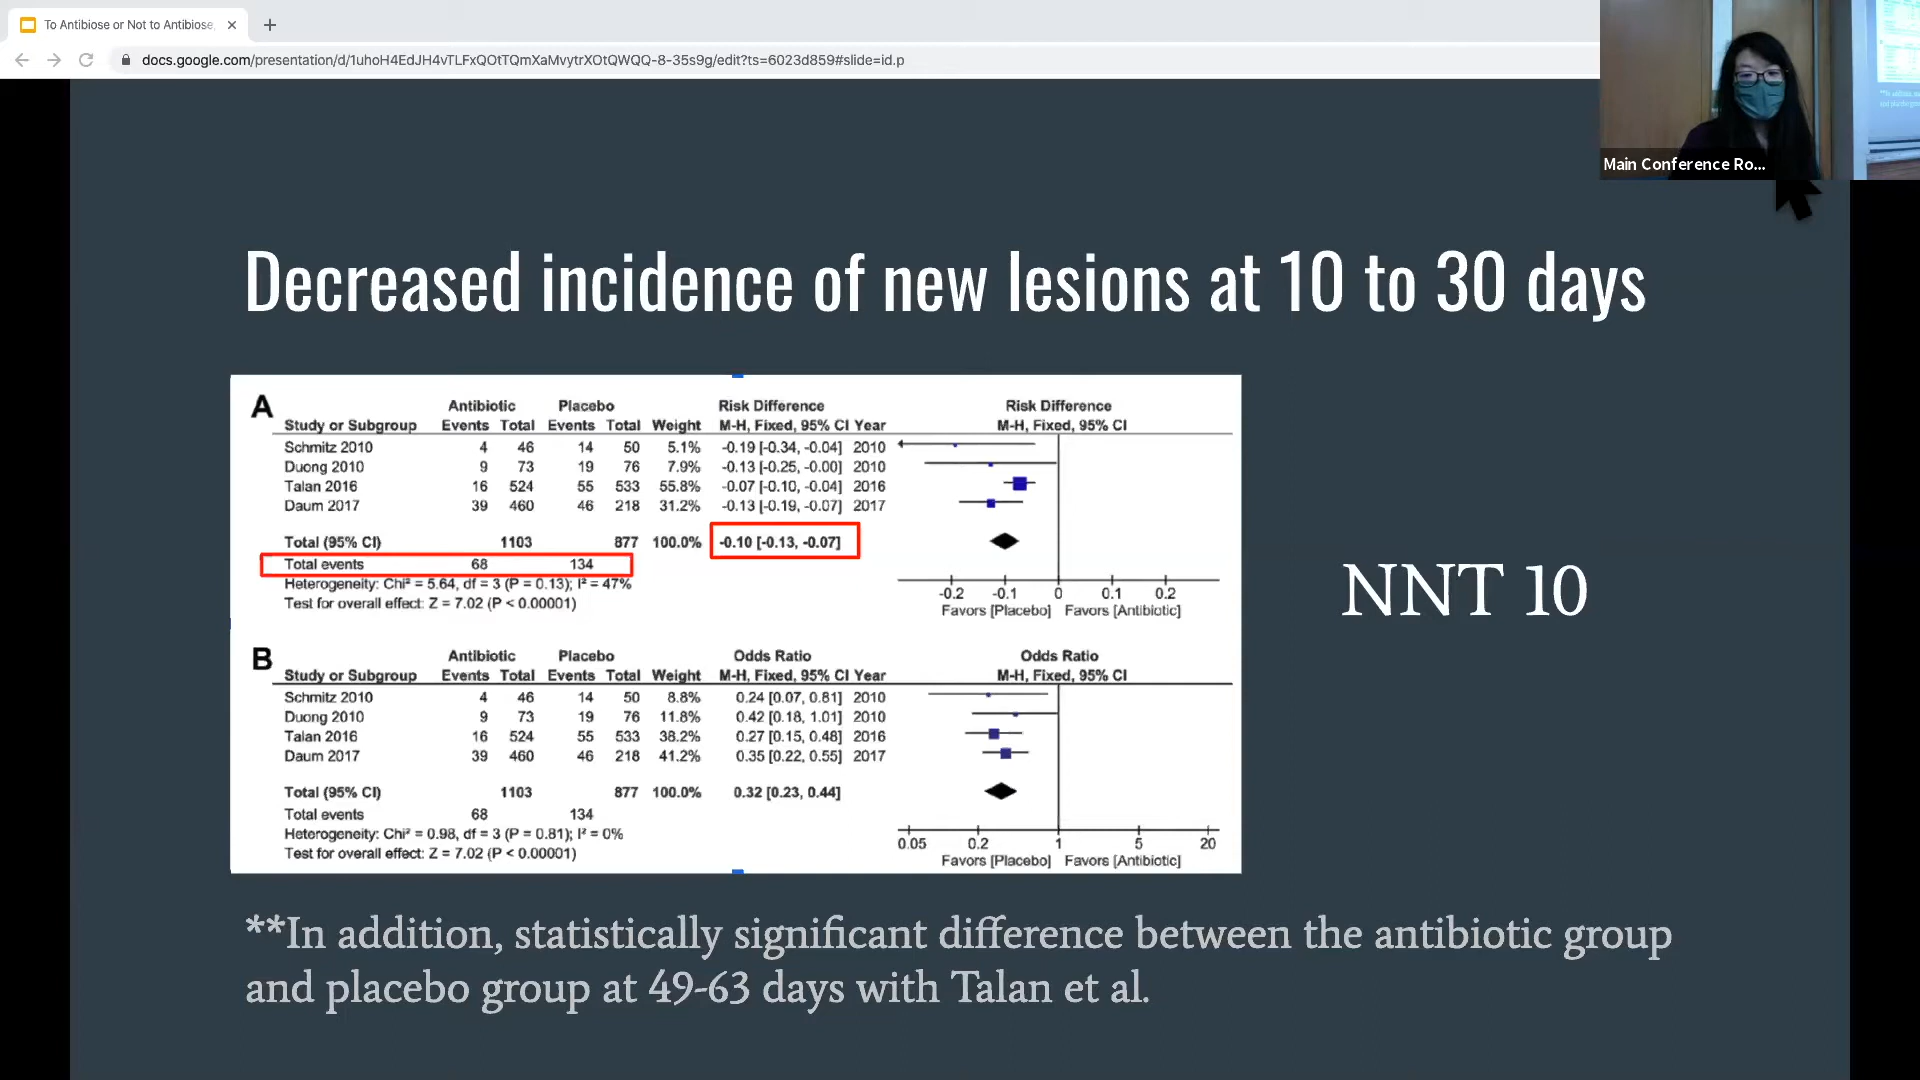 To Antibiose or Not to Antibiose,
docs.google.com/presentation/d/1uhoH4EdJH4vTLFxQOtTQmXaMvytrXOtQWQQ-8-35s9g/edit?ts=6023d859#slide=id.p
Main Conference Ro...
Decreased incidence of new lesions at 10 to 30 days
A
Antibiotic Placebo Risk Difference Risk Difference
Study or Subgroup Events Total Events Total Weight M-H, Fixed, 95% CI Year M-H, Fixed, 95% CI
Schmitz 2010 4 46 14 50 5.1% -0.19 [-0.34, -0.04] 2010
Duong 2010 9 73 19 76 7.9% -0.13 [-0.25, -0.00] 2010
Talan 2016 16 524 55 533 55.8% -0.07 [-0.10, -0.04] 2016
Daum 2017 39 460 46 218 31.2% -0.13 [-0.19, -0.07] 2017
Total (95% CI) 1103 877 100.0% -0.10 [-0.13, -0.07]
Total events 68 134
Heterogeneity: Chi² = 5.64, df = 3 (P = 0.13); I² = 47%
Test for overall effect: Z = 7.02 (P < 0.00001)
-0.2 -0.1 0 0.1 0.2
Favors [Placebo] Favors [Antibiotic]
NNT 10
B
Antibiotic Placebo Odds Ratio Odds Ratio
Study or Subgroup Events Total Events Total Weight M-H, Fixed, 95% CI Year M-H, Fixed, 95% CI
Schmitz 2010 4 46 14 50 8.8% 0.24 [0.07, 0.81] 2010
Duong 2010 9 73 19 76 11.8% 0.42 [0.18, 1.01] 2010
Talan 2016 16 524 55 533 38.2% 0.27 [0.15, 0.48] 2016
Daum 2017 39 460 46 218 41.2% 0.35 [0.22, 0.55] 2017
Total (95% CI) 1103 877 100.0% 0.32 [0.23, 0.44]
Total events 68 134
Heterogeneity: Chi² = 0.98, df = 3 (P = 0.81); I² = 0%
Test for overall effect: Z = 7.02 (P < 0.00001)
0.05 0.2 1 5 20
Favors [Placebo] Favors [Antibiotic]
**In addition, statistically significant difference between the antibiotic group
and placebo group at 49-63 days with Talan et al.